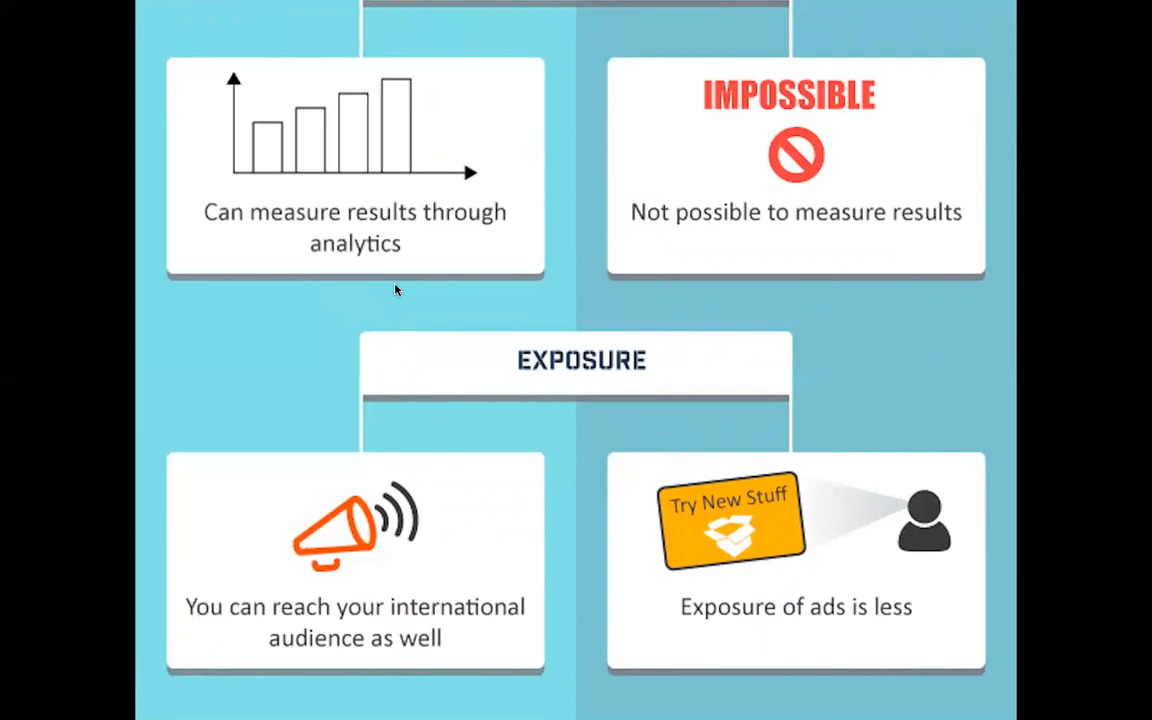 IMPOSSIBLE
Can measure results through
analytics
Not possible to measure results
EXPOSURE
Try New Stuff
You can reach your international
audience as well
Exposure of ads is less